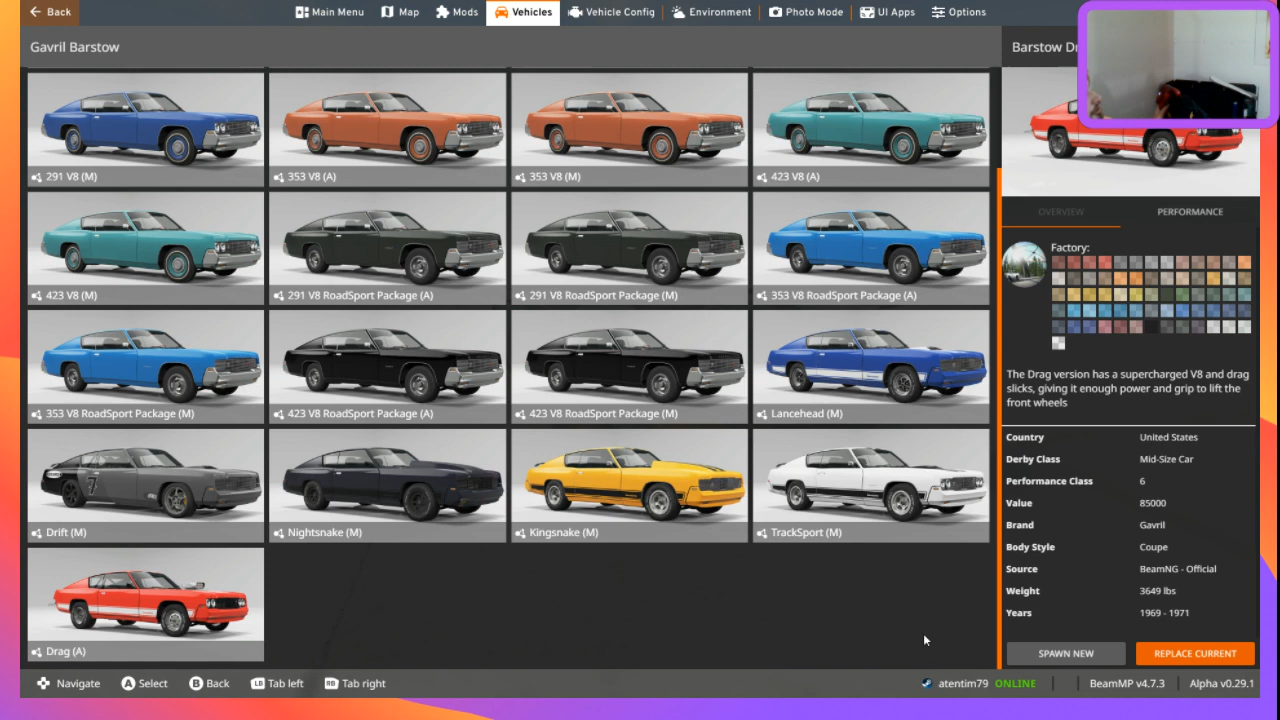 Back
Main Menu
Map
Mods
Vehicles
Vehicle Config
Environment
Photo Mode
UI Apps
Options
Gavril Barstow
291 V8 (M)
353 V8 (A)
353 V8 (M)
423 V8 (A)
423 V8 (M)
291 V8 RoadSport Package (A)
291 V8 RoadSport Package (M)
353 V8 RoadSport Package (A)
353 V8 RoadSport Package (M)
423 V8 RoadSport Package (A)
423 V8 RoadSport Package (M)
Lancehead (M)
7
Drift (M)
Nightsnake (M)
Kingsnake (M)
TrackSport (M)
Drag (A)
Barstow
OVERVIEW PERFORMANCE
Factory:
The Drag version has a supercharged V8 and drag
slicks, giving it enough power and grip to lift the
front wheels
Country United States
Derby Class Mid-Size Car
Performance Class 6
Value 85000
Brand Gavril
Body Style Coupe
Source BeamNG - Official
Weight 3649 lbs
Years 1969 - 1971
SPAWN NEW REPLACE CURRENT
Navigate
A Select
B Back
LB Tab left
RB Tab right
atentim79 ONLINE
BeamMP v4.7.3
Alpha v0.29.1